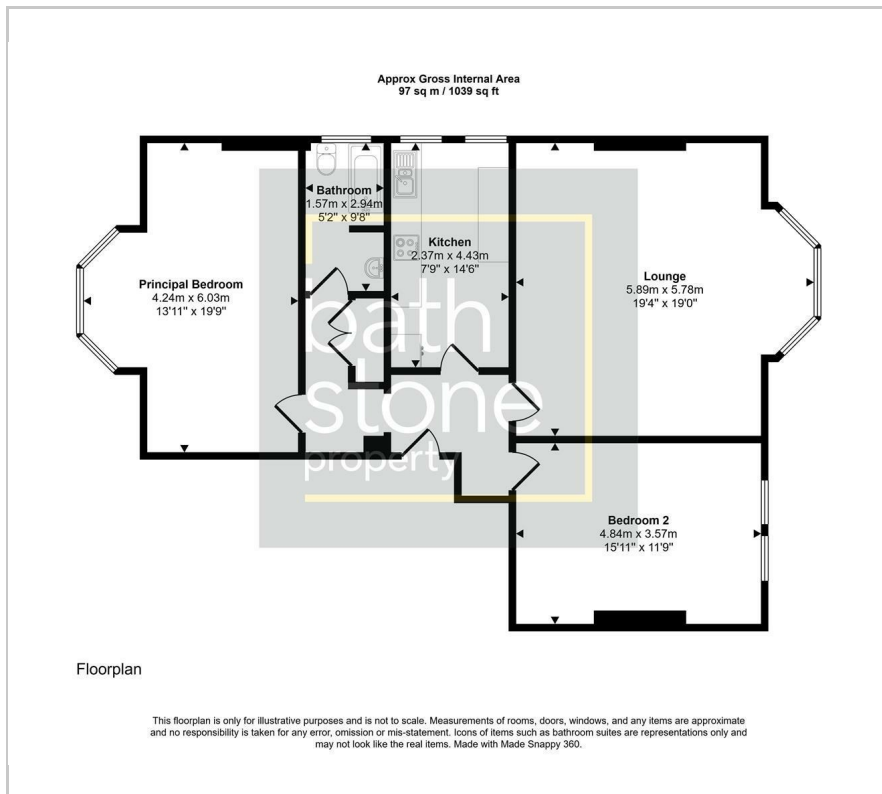 Approx Gross Internal Area
97 sq m / 1039 sq ft
Bathroom
1.57m x 2.94m
5'2" x 9'8"
Kitchen
2.37m x 4.43m
7'9" x 14'6"
Principal Bedroom
4.24m x 6.03m
13'11" x 19'9"
Lounge
5.89m x 5.78m
19'4" x 19'0"
bath
stone
property
Bedroom 2
4.84m x 3.57m
15'11" x 11'9"
Floorplan
This floorplan is only for illustrative purposes and is not to scale. Measurements of rooms, doors, windows, and any items are approximate
and no responsibility is taken for any error, omission or mis-statement. Icons of items such as bathroom suites are representations only and
may not look like the real items. Made with Made Snappy 360.